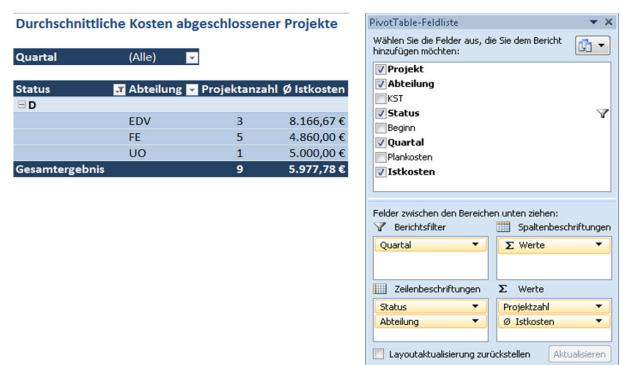 Durchschnittliche Kosten abgeschlossener Projekte
Quartal (Alle)
Status Abteilung Projektanzahl Ø Istkosten
D
EDV 3 8.166,67 €
FE 5 4.860,00 €
UO 1 5.000,00 €
Gesamtergebnis 9 5.977,78 €
PivotTable-Feldliste
Wählen Sie die Felder aus, die Sie dem Bericht
hinzufügen möchten:
Projekt
Abteilung
KST
Status
Beginn
Quartal
Plankosten
Istkosten
Felder zwischen den Bereichen unten ziehen:
Berichtsfilter Spaltenbeschriftungen
Quartal Σ Werte
Zeilenbeschriftungen Σ Werte
Status Projektzahl
Abteilung Ø Istkosten
Layoutaktualisierung zurückstellen Aktualisieren